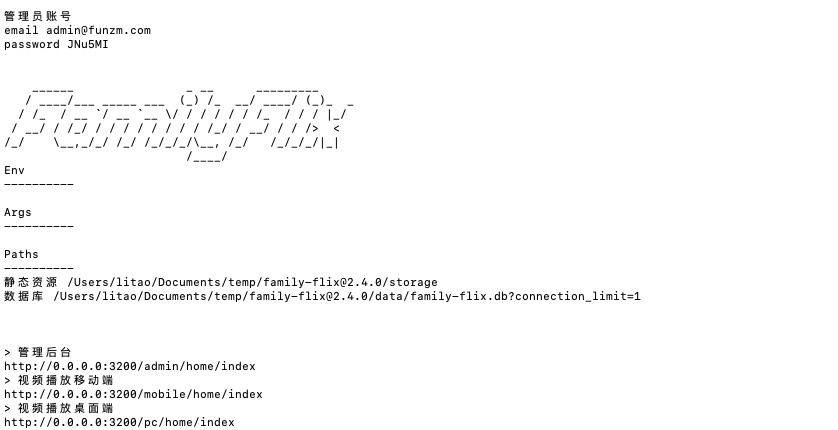 管理员账号
email admin@funzm.com
password JNu5MI
FamilyFlix
Env
----------
Args
----------
Paths
----------
静态资源 /Users/litao/Documents/temp/family-flix@2.4.0/storage
数据库 /Users/litao/Documents/temp/family-flix@2.4.0/data/family-flix.db?connection_limit=1
> 管理后台
http://0.0.0.0:3200/admin/home/index
> 视频播放移动端
http://0.0.0.0:3200/mobile/home/index
> 视频播放桌面端
http://0.0.0.0:3200/pc/home/index